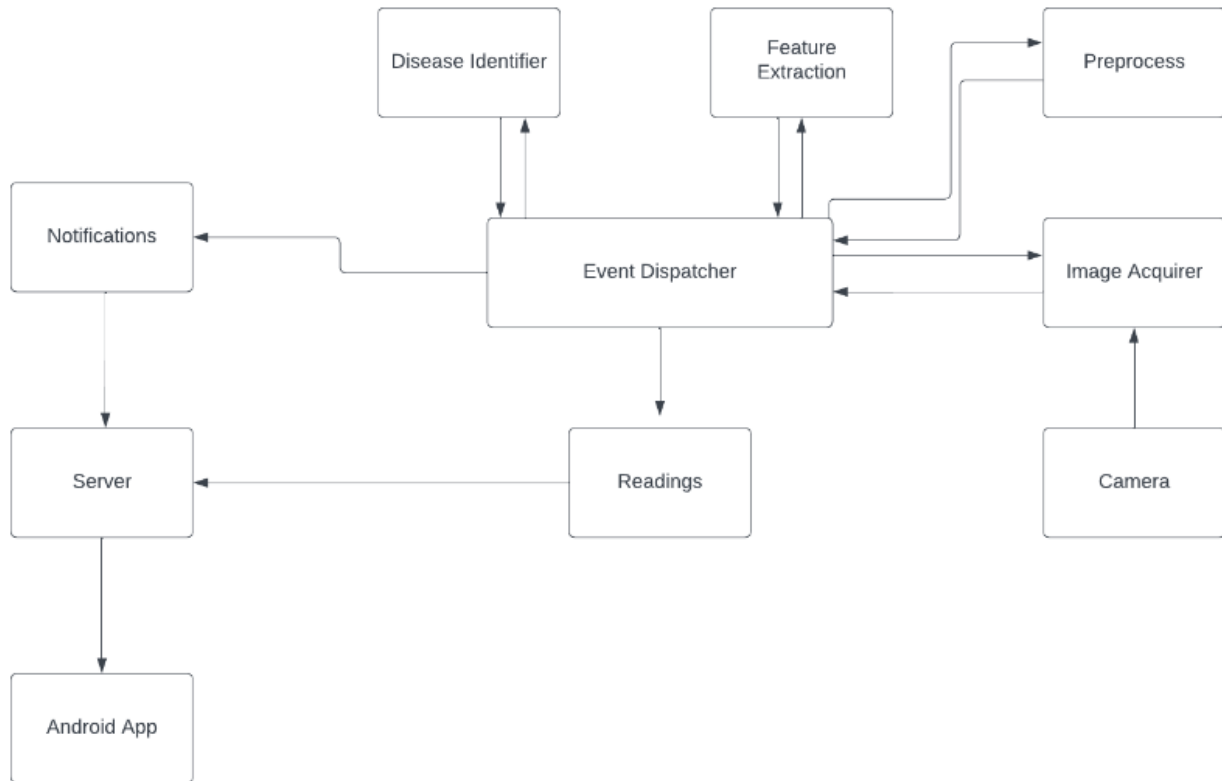 Disease Identifier
Feature
Extraction
Preprocess
Notifications
Event Dispatcher
Image Acquirer
Server
Readings
Camera
Android App